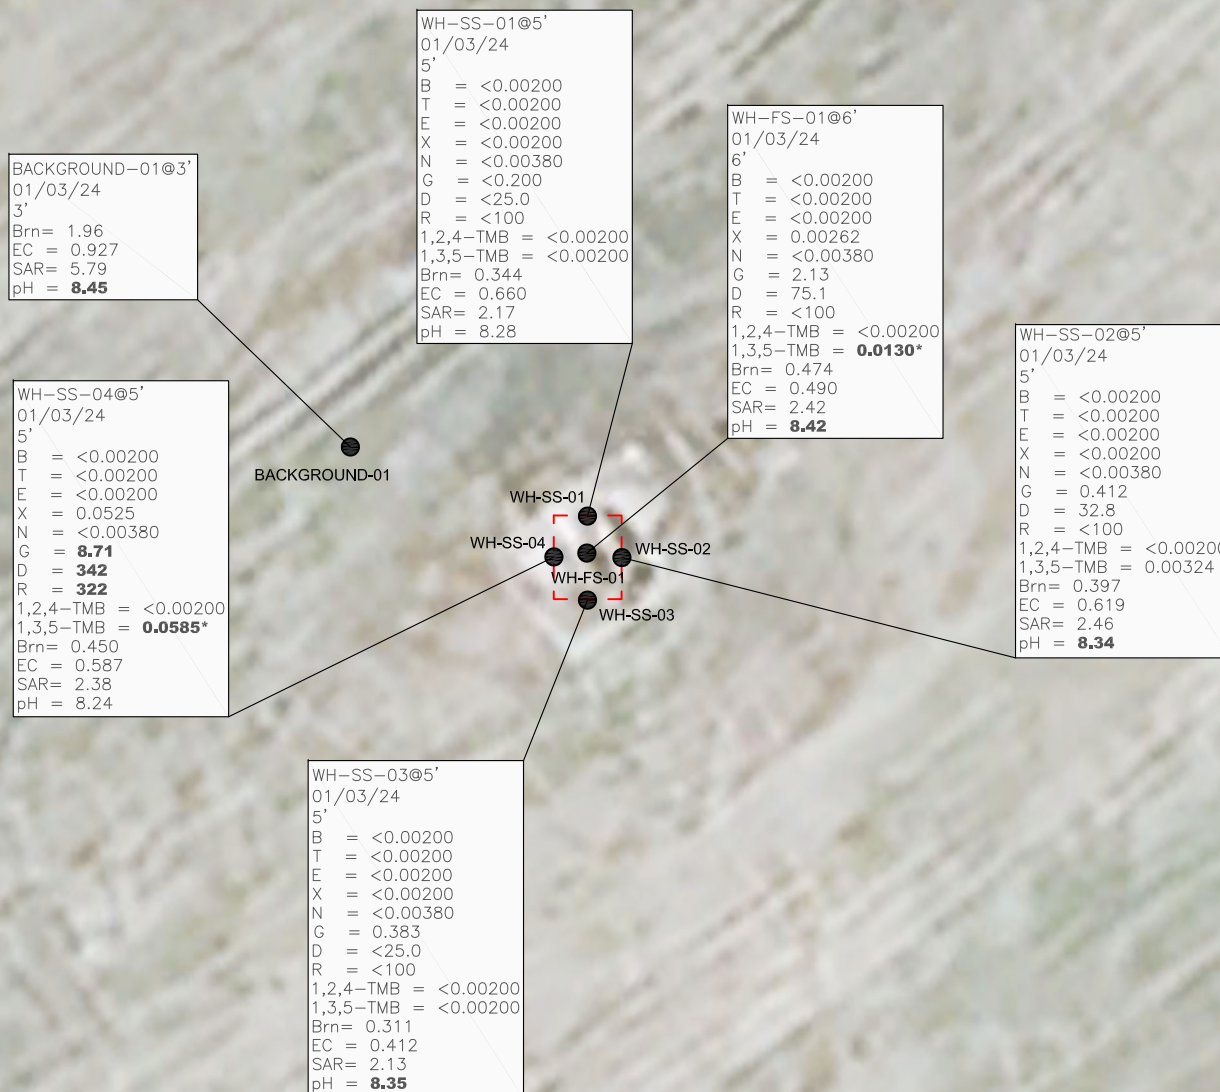 WH-SS-01@5'
01/03/24
5'
B = <0.00200
T = <0.00200
E = <0.00200
X = <0.00200
N = <0.00380
G = <0.200
D = <25.0
R = <100
1,2,4-TMB = <0.00200
1,3,5-TMB = <0.00200
Brn= 0.344
EC = 0.660
SAR= 2.17
pH = 8.28
WH-FS-01@6'
01/03/24
6'
B = <0.00200
T = <0.00200
E = <0.00200
X = 0.00262
N = <0.00380
G = 2.13
D = 75.1
R = <100
1,2,4-TMB = <0.00200
1,3,5-TMB = 0.0130*
Brn= 0.474
EC = 0.490
SAR= 2.42
pH = 8.42
BACKGROUND-01@3'
01/03/24
3'
Brn= 1.96
EC = 0.927
SAR= 5.79
pH = 8.45
WH-SS-02@5'
01/03/24
5'
B = <0.00200
T = <0.00200
E = <0.00200
X = <0.00200
N = <0.00380
G = 0.412
D = 32.8
R = <100
1,2,4-TMB = <0.00200
1,3,5-TMB = 0.00324
Brn= 0.397
EC = 0.619
SAR= 2.46
pH = 8.34
WH-SS-04@5'
01/03/24
5'
B = <0.00200
T = <0.00200
E = <0.00200
X = 0.0525
N = <0.00380
G = 8.71
D = 342
R = 322
1,2,4-TMB = <0.00200
1,3,5-TMB = 0.0585*
Brn= 0.450
EC = 0.587
SAR= 2.38
pH = 8.24
BACKGROUND-01
WH-SS-01
WH-SS-04
WH-SS-02
WH-FS-01
WH-SS-03
WH-SS-03@5'
01/03/24
5'
B = <0.00200
T = <0.00200
E = <0.00200
X = <0.00200
N = <0.00380
G = 0.383
D = <25.0
R = <100
1,2,4-TMB = <0.00200
1,3,5-TMB = <0.00200
Brn= 0.311
EC = 0.412
SAR= 2.13
pH = 8.35